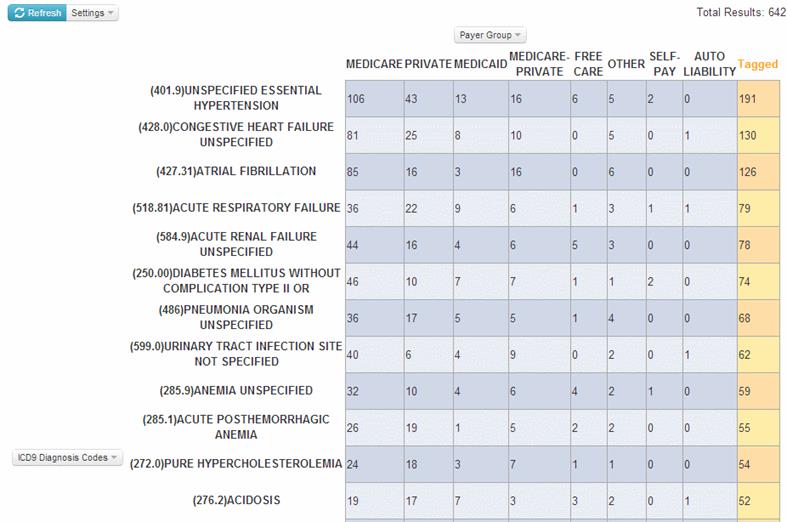 Refresh Settings
Total Results: 642
Payer Group
MEDICARE PRIVATE MEDICAID MEDICARE-PRIVATE FREE CARE OTHER SELF-PAY AUTO LIABILITY Tagged
(401.9)UNSPECIFIED ESSENTIAL HYPERTENSION 106 43 13 16 6 5 2 0 191
(428.0)CONGESTIVE HEART FAILURE UNSPECIFIED 81 25 8 10 0 5 0 1 130
(427.31)ATRIAL FIBRILLATION 85 16 3 16 0 6 0 0 126
(518.81)ACUTE RESPIRATORY FAILURE 36 22 9 6 1 3 1 1 79
(584.9)ACUTE RENAL FAILURE UNSPECIFIED 44 16 4 6 5 3 0 0 78
(250.00)DIABETES MELLITUS WITHOUT COMPLICATION TYPE II OR 46 10 7 7 1 1 2 0 74
(486)PNEUMONIA ORGANISM UNSPECIFIED 36 17 5 5 1 4 0 0 68
(599.0)URINARY TRACT INFECTION SITE NOT SPECIFIED 40 6 4 9 0 2 0 1 62
(285.9)ANEMIA UNSPECIFIED 32 10 4 6 4 2 1 0 59
(285.1)ACUTE POSTHEMORRHAGIC ANEMIA 26 19 1 5 2 2 0 0 55
ICD9 Diagnosis Codes
(272.0)PURE HYPERCHOLESTEROLEMIA 24 18 3 7 1 1 0 0 54
(276.2)ACIDOSIS 19 17 7 3 3 2 0 1 52